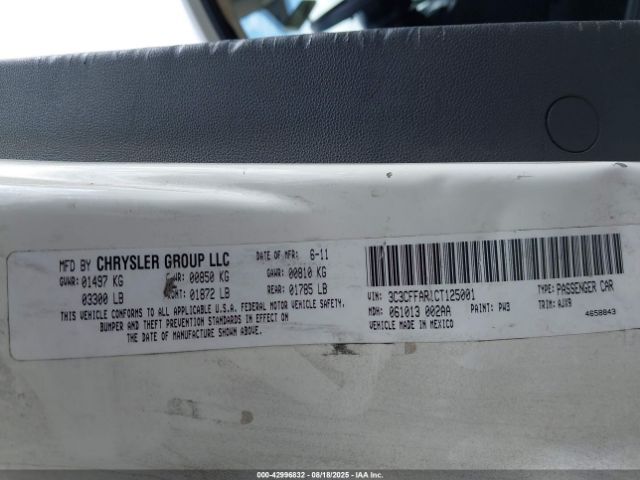 MFD BY CHRYSLER GROUP LLC DATE OF MFR: 6-11
GVWR: 01497 KG GAWR 00850 KG GAWR: 00810 KG
03300 LB FRONT: 01872 LB REAR: 01785 LB
THIS VEHICLE CONFORMS TO ALL APPLICABLE U.S.A. FEDERAL MOTOR VEHICLE SAFETY,
BUMPER AND THEFT PREVENTION STANDARDS IN EFFECT ON
THE DATE OF MANUFACTURE SHOWN ABOVE.
VIN: 3C3CFFAR1CT125001 TYPE: PASSENGER CAR
MDH: 061013 002AA PAINT: PW3 TRIM: AJX9
VEHICLE MADE IN MEXICO 4658843
000-42996832 - 08/18/2025 - IAA Inc.